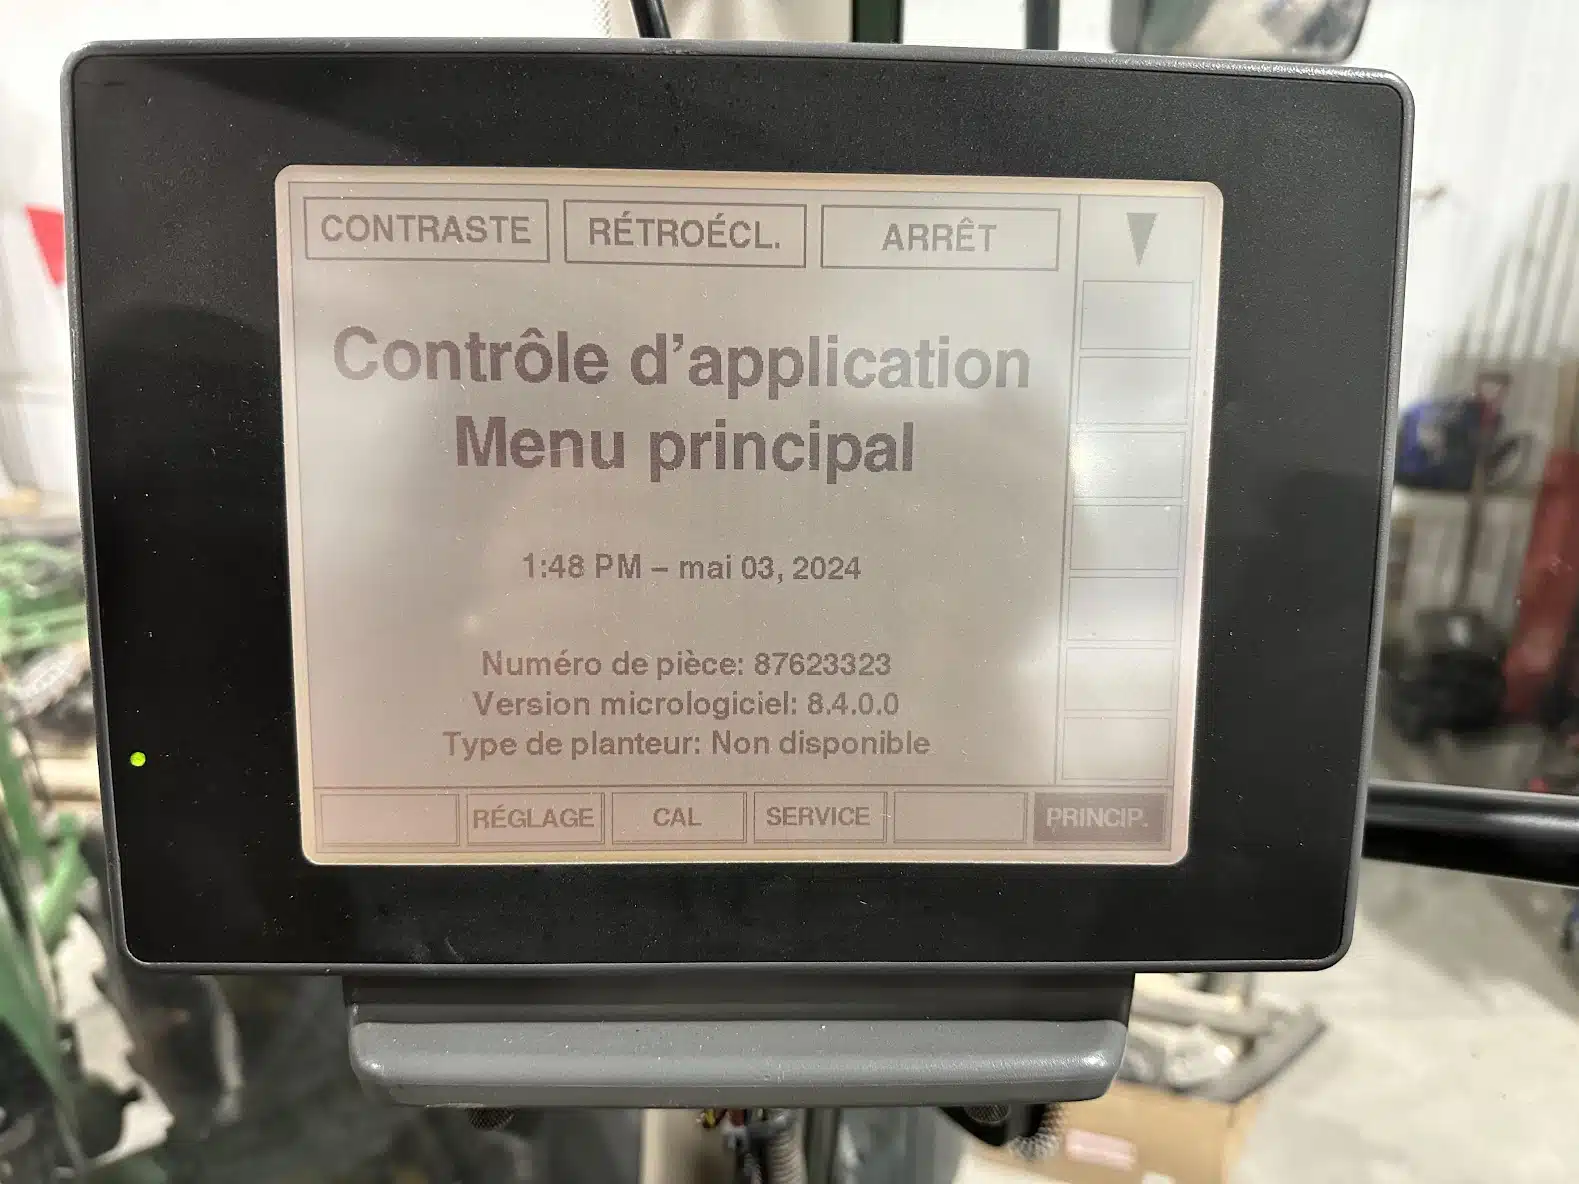 CONTRASTE
RÉTROÉCL.
ARRÊT
Contrôle d'application
Menu principal
1:48 PM – mai 03, 2024
Numéro de pièce: 87623323
Version micrologiciel: 8.4.0.0
Type de planteur: Non disponible
RÉGLAGE
CAL
SERVICE
PRINCIP.